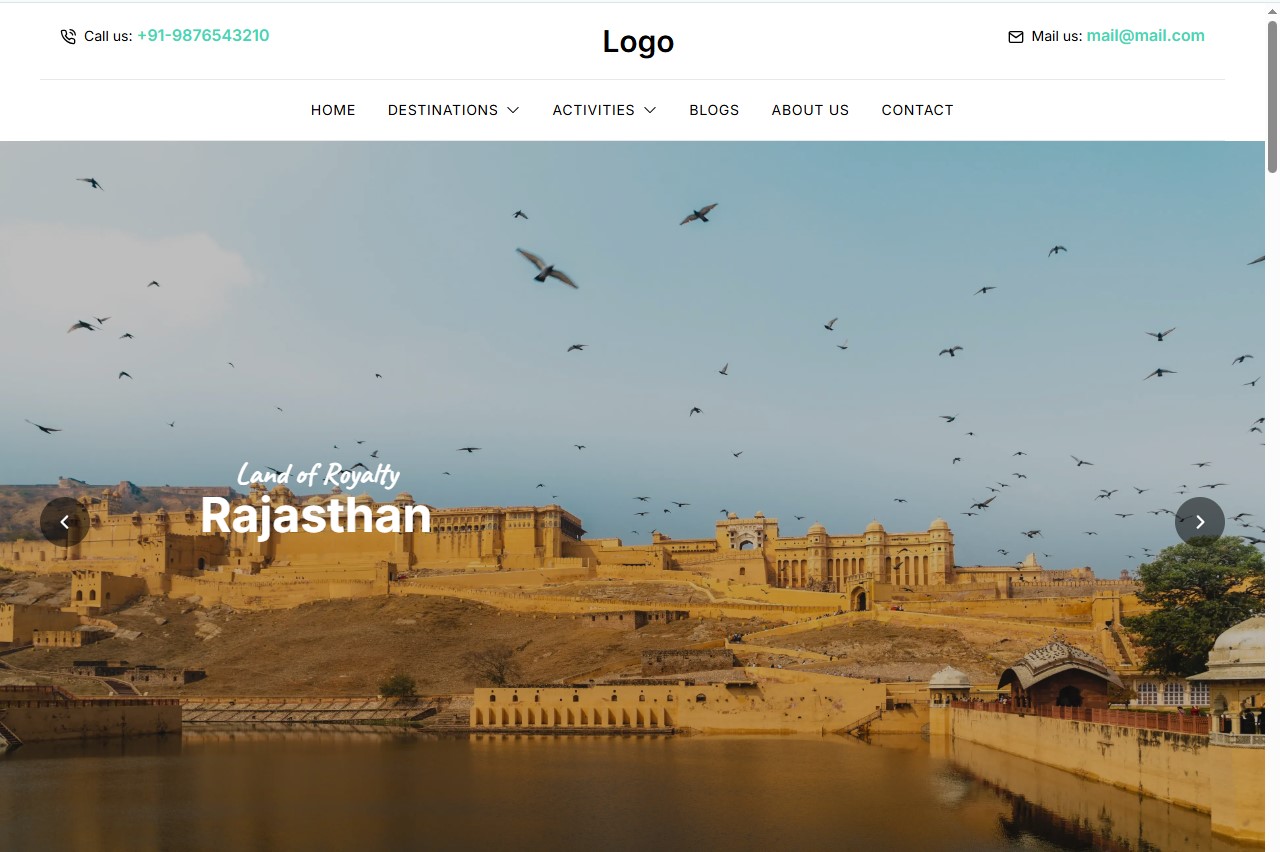 Call us: +91-9876543210
Logo
Mail us: mail@mail.com
HOME DESTINATIONS ACTIVITIES BLOGS ABOUT US CONTACT
Land of Royalty
Rajasthan